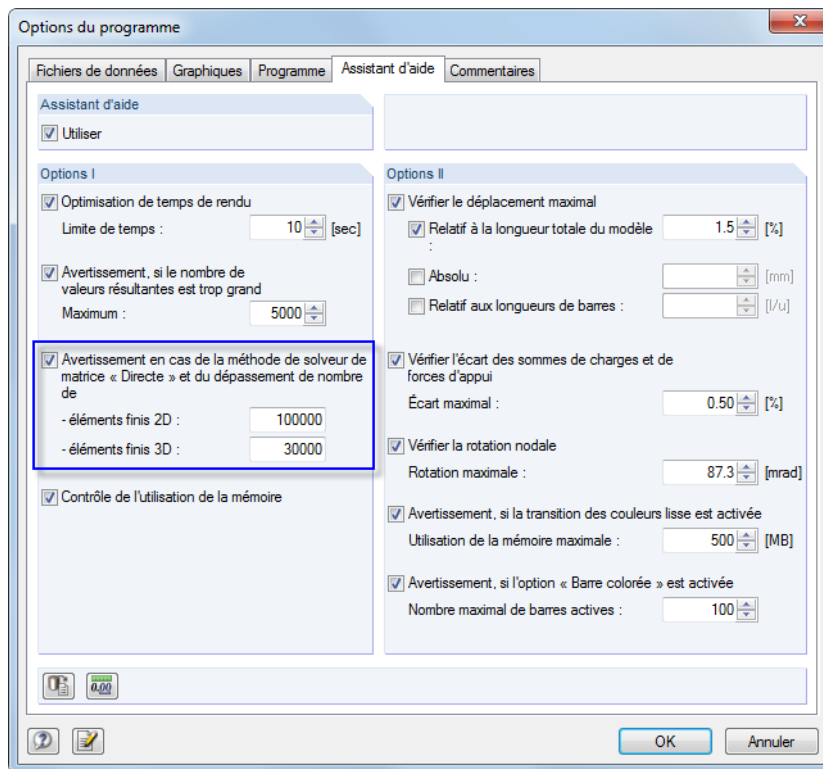 Options du programme
Fichiers de données
Graphiques
Programme
Assistant d'aide
Commentaires
Assistant d'aide
Utiliser
Options I
Optimisation de temps de rendu
Limite de temps :
10
[sec]
Avertissement, si le nombre de
valeurs résultantes est trop grand
Maximum :
5000
Avertissement en cas de la méthode de solveur de
matrice « Directe » et du dépassement de nombre
de
- éléments finis 2D :
100000
- éléments finis 3D :
30000
Contrôle de l'utilisation de la mémoire
Options II
Vérifier le déplacement maximal
Relatif à la longueur totale du modèle
:
1.5
[%]
Absolu :
[mm]
Relatif aux longueurs de barres :
[l/u]
Vérifier l'écart des sommes de charges et de
forces d'appui
Écart maximal :
0.50
[%]
Vérifier la rotation nodale
Rotation maximale :
87.3
[mrad]
Avertissement, si la transition des couleurs lisse est activée
Utilisation de la mémoire maximale :
500
[MB]
Avertissement, si l'option « Barre colorée » est activée
Nombre maximal de barres actives :
100
0.00
OK
Annuler